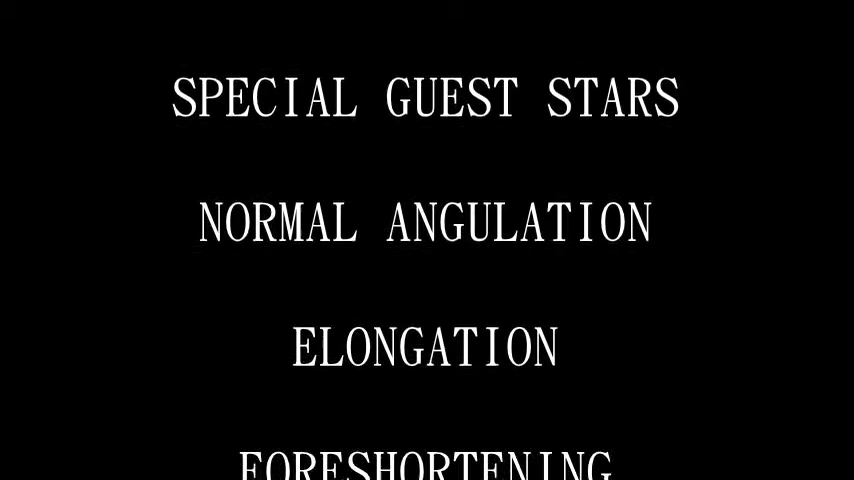 SPECIAL GUEST STARS
NORMAL ANGULATION
ELONGATION
FORESHORTENING